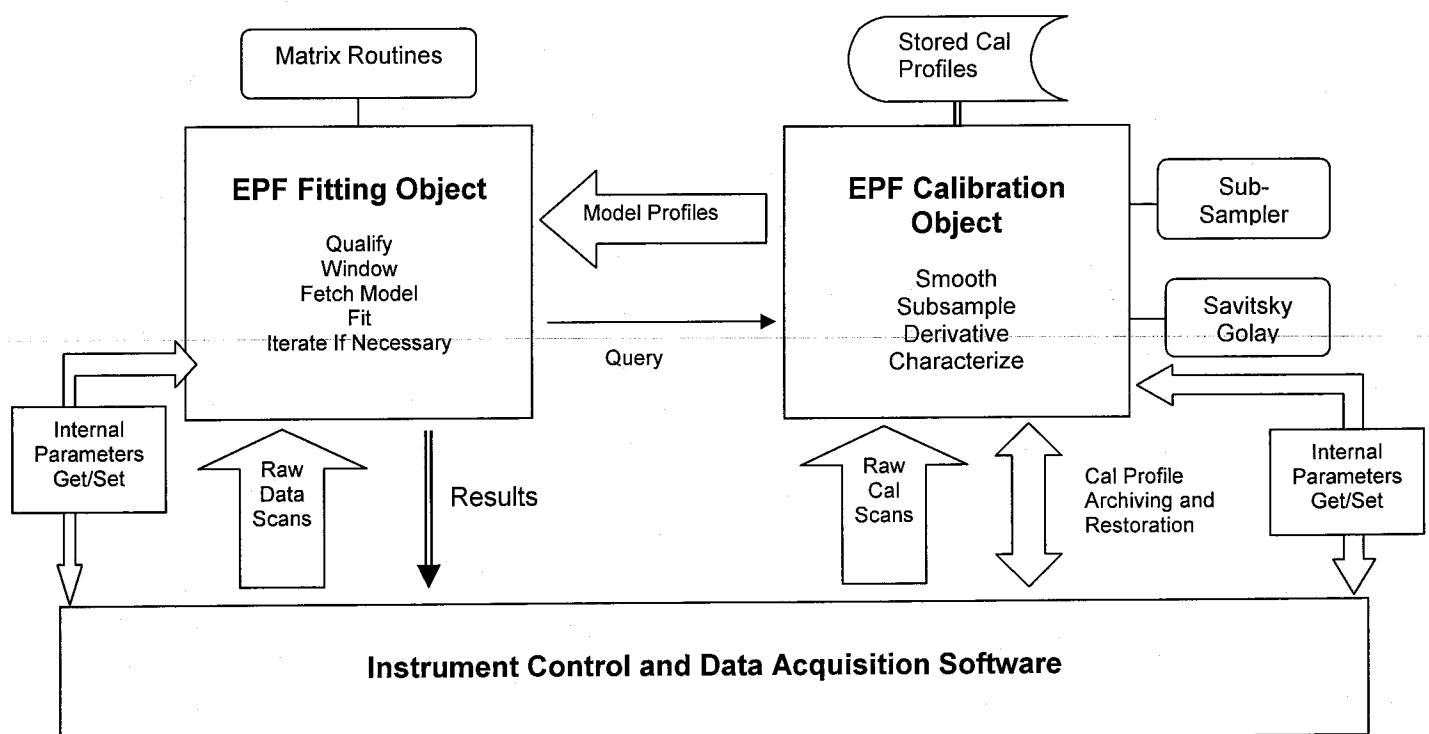 Matrix Routines
Stored Cal
Profiles
EPF Fitting Object
Qualify
Window
Fetch Model
Fit
Iterate If Necessary
Model Profiles
Query
EPF Calibration
Object
Smooth
Subsample
Derivative
Characterize
Sub-
Sampler
Savitsky
Golay
Internal
Parameters
Get/Set
Raw
Data
Scans
Results
Raw
Cal
Scans
Cal Profile
Archiving and
Restoration
Internal
Parameters
Get/Set
Instrument Control and Data Acquisition Software